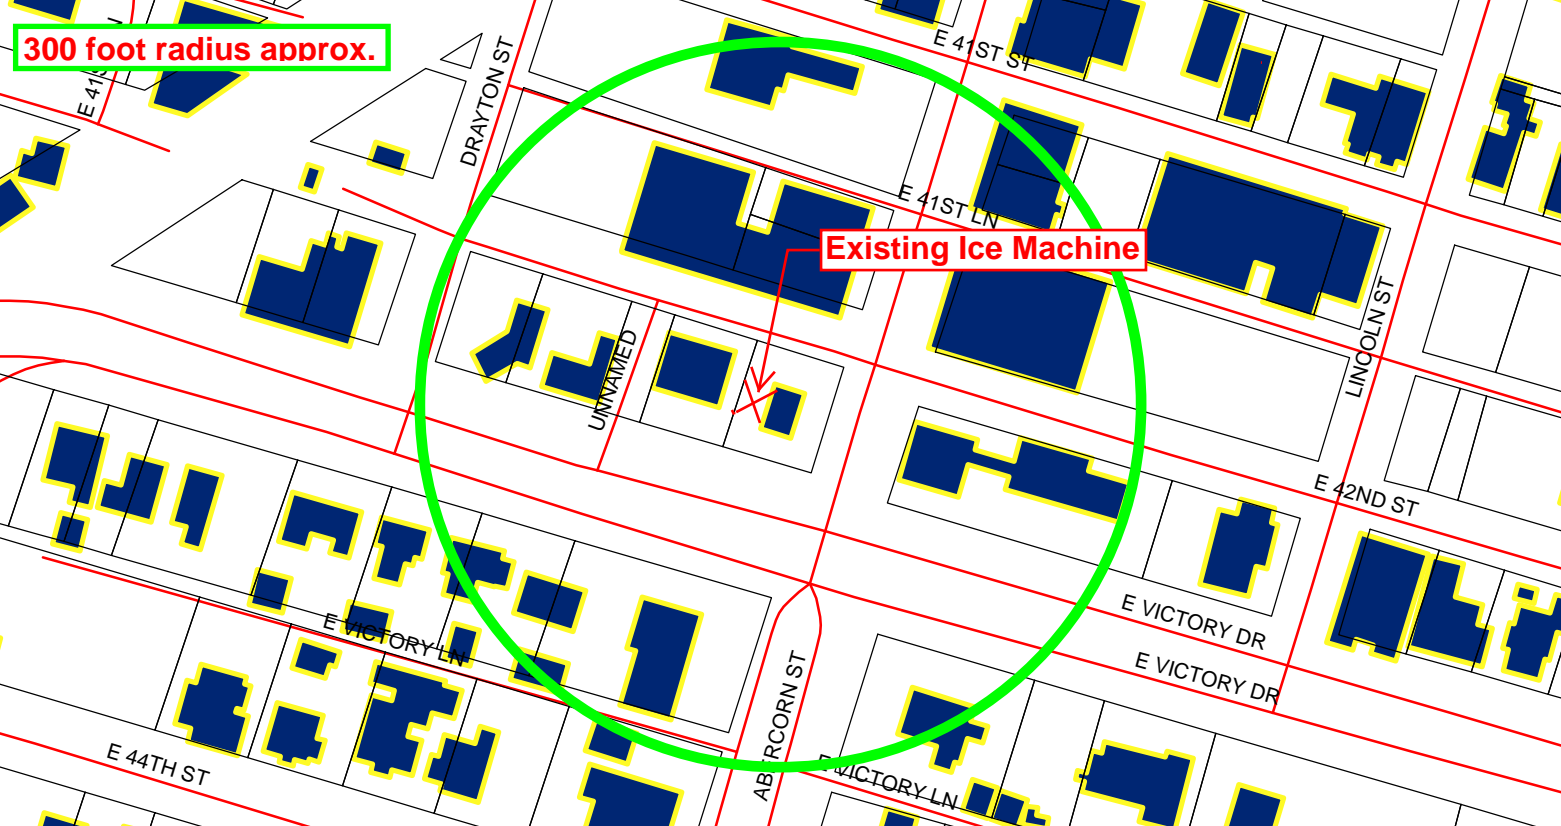 300 foot radius approx.
E 41S
DRAYTON ST
E 41ST ST
E 41ST LN
Existing Ice Machine
LINCOLN ST
UNNAMED
E 42ND ST
E VICTORY DR
E VICTORY LN
E VICTORY DR
ABERCORN ST
E 44TH ST
E VICTORY LN